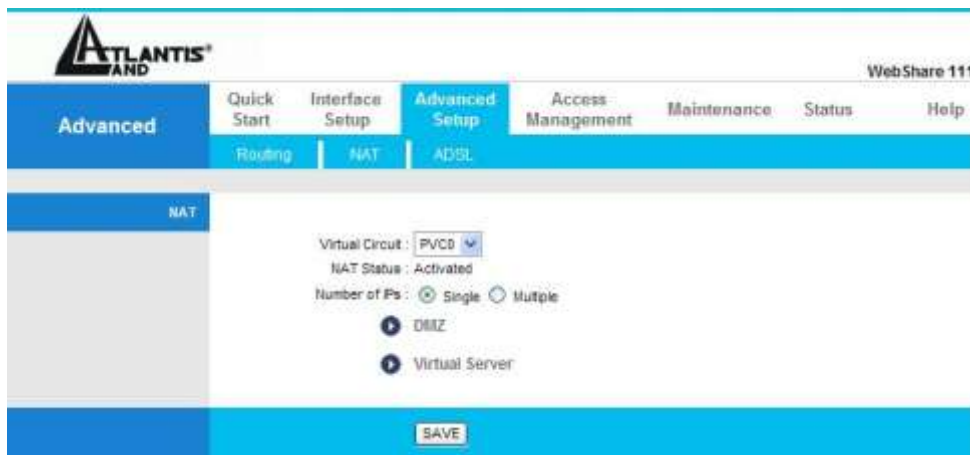 ATLANTIS®
LAND
WebShare 111
Advanced
Quick Start
Interface Setup
Advanced Setup
Access Management
Maintenance
Status
Help
Routing
NAT
ADSL
NAT
Virtual Circuit : PVC0
NAT Status : Activated
Number of IPs : Single Multiple
DMZ
Virtual Server
SAVE